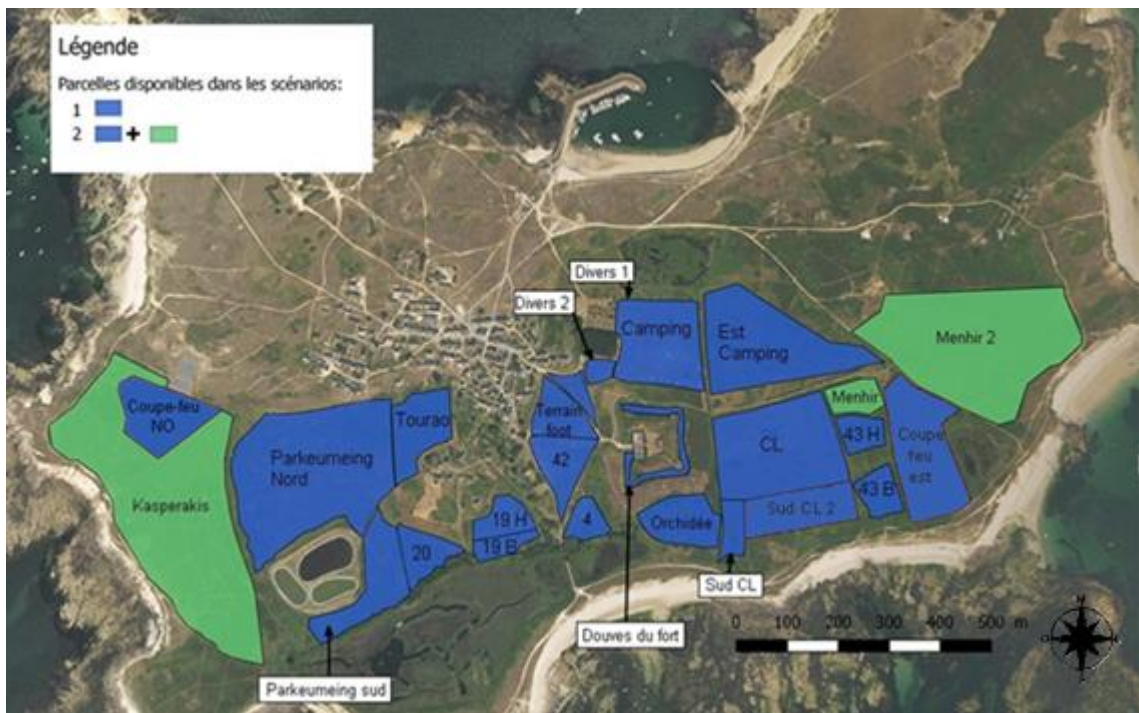 Légende
Parcelles disponibles dans les scénarios:
1
2 +
Divers 1
Divers 2
Camping
Est
Camping
Menhir 2
Coupe-feu
NO
Tourao
Terrain
foot
Menhir
43 H
Coupe
feu
est
CL
Parkeumeing
Nord
42
Kasperakis
43 B
19 H
4
Orchidée
Sud CL 2
20
19 B
Sud CL
0 100 200 300 400 500 m
N
Douves du fort
Parkeumeing sud